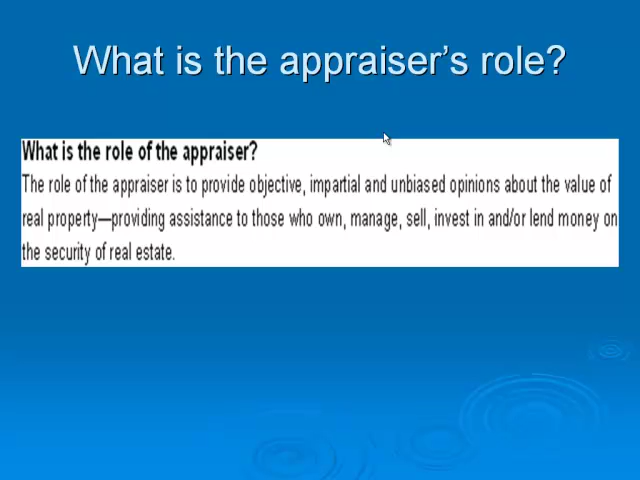 What is the appraiser's role?
What is the role of the appraiser?
The role of the appraiser is to provide objective, impartial and unbiased opinions about the value of
real property—providing assistance to those who own, manage, sell, invest in and/or lend money on
the security of real estate.